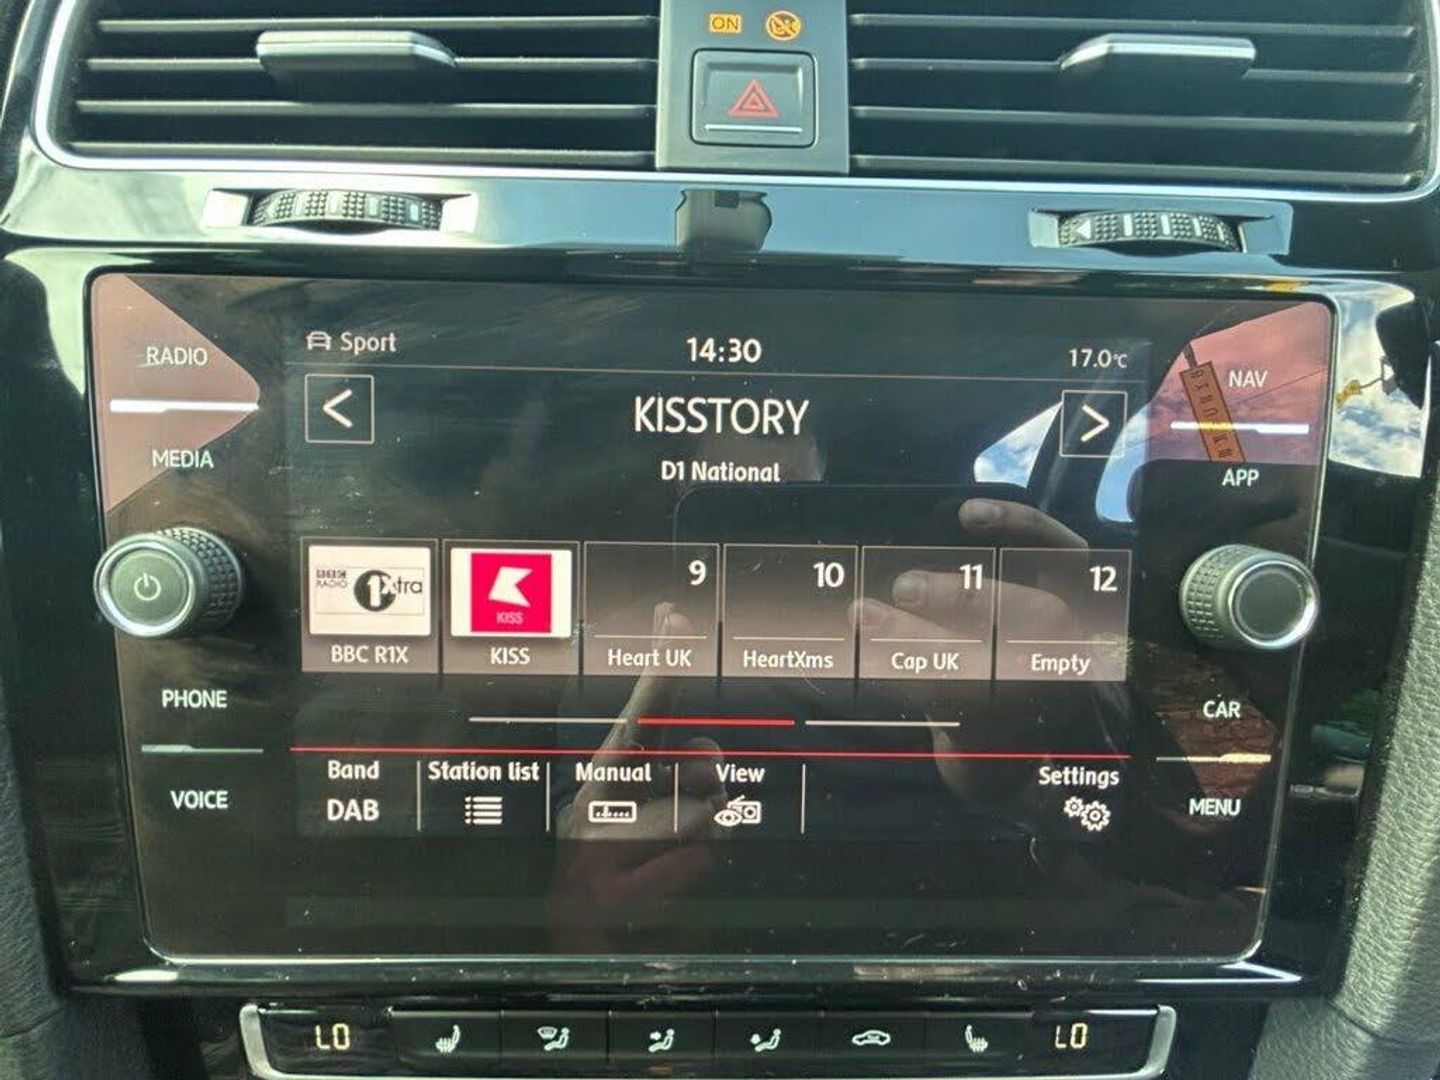 ON
RADIO
MEDIA
PHONE
VOICE
Sport
14:30
17.0°C
<
KISSTORY
>
D1 National
BBC
RADIO
1Xtra
BBC R1X
KISS
KISS
9
Heart UK
10
HeartXms
11
Cap UK
12
Empty
Band
DAB
Station list
Manual
View
Settings
NAV
APP
CAR
MENU
LO
LO